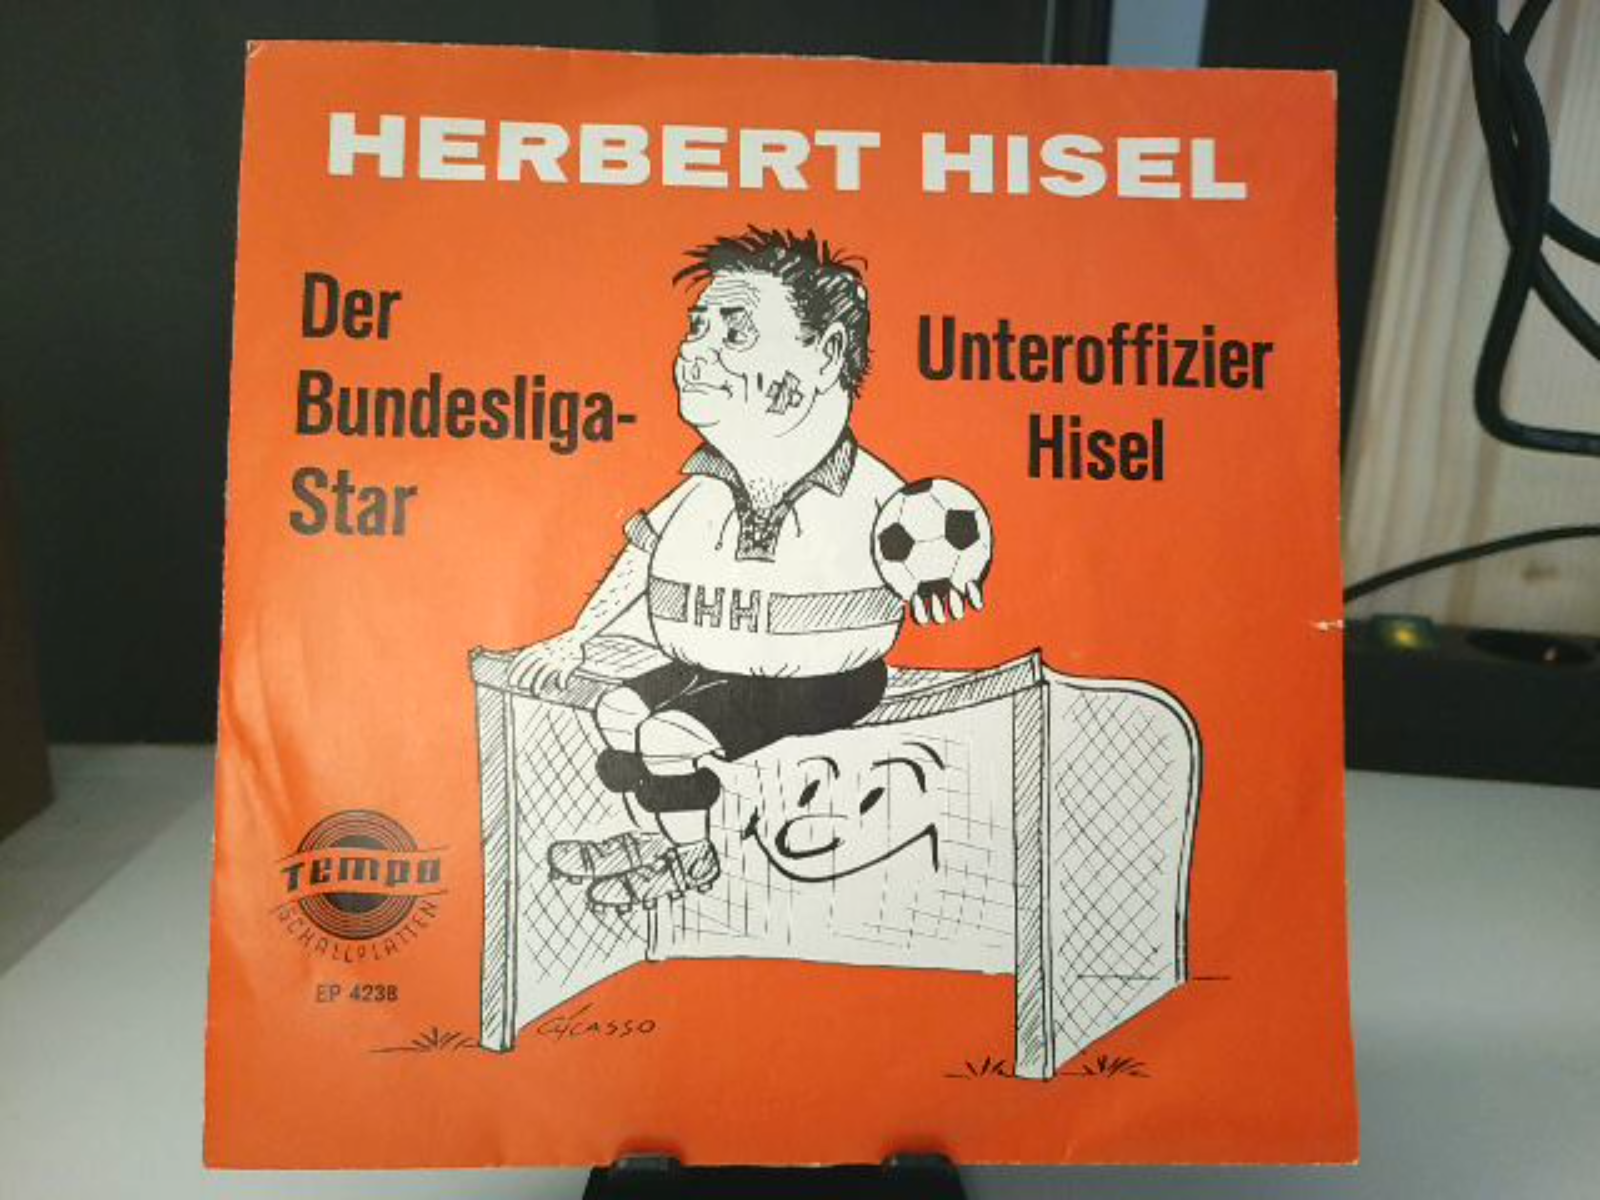 HERBERT HISEL
Der
Bundesliga-
Star
Unteroffizier
Hisel
HH
Tempo
SCHALLPLATTEN
EP 4238